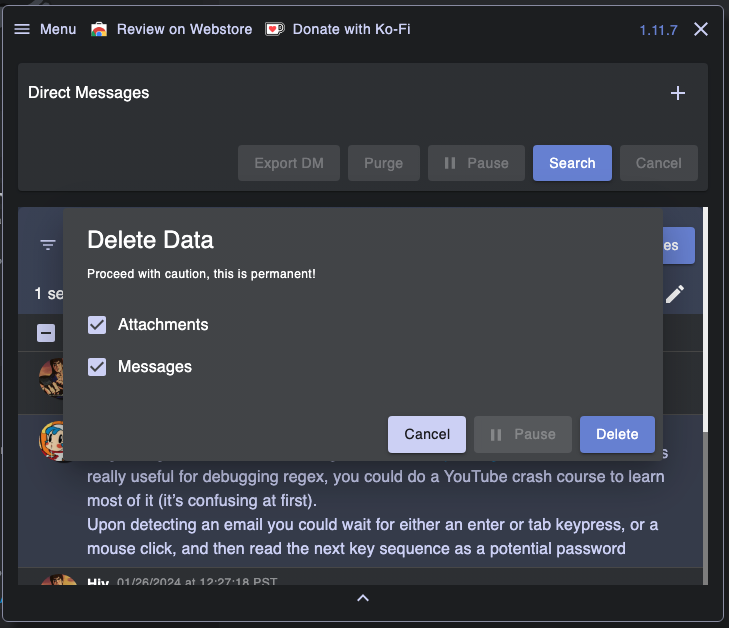 Menu Review on Webstore Donate with Ko-Fi 1.11.7
Direct Messages
Export DM Purge Pause Search Cancel
Delete Data
Proceed with caution, this is permanent!
es
1 se
Attachments
Messages
Cancel Pause Delete
s
really useful for debugging regex, you could do a YouTube crash course to learn
most of it (it's confusing at first).
Upon detecting an email you could wait for either an enter or tab keypress, or a
mouse click, and then read the next key sequence as a potential password
01/26/2024 at 12:27:18 PST